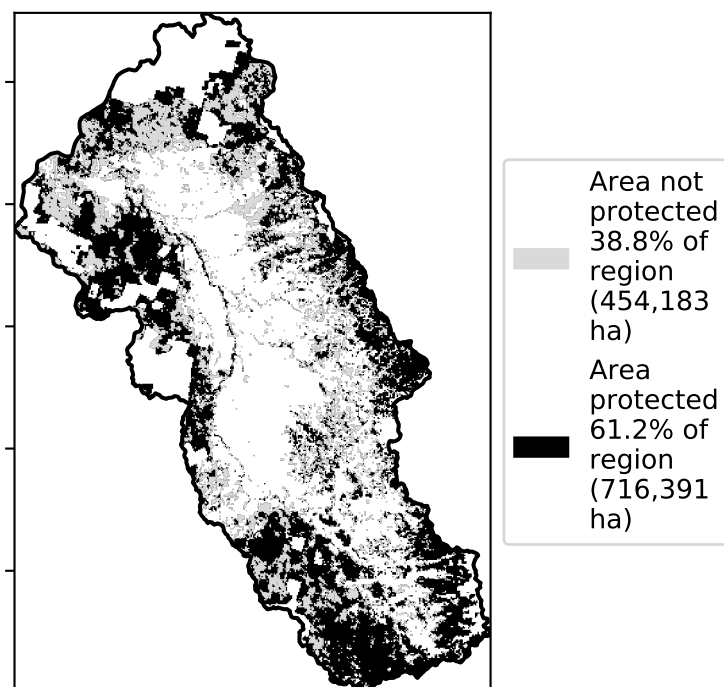 Area not
protected
38.8% of
region
(454,183
ha)
Area
protected
61.2% of
region
(716,391
ha)